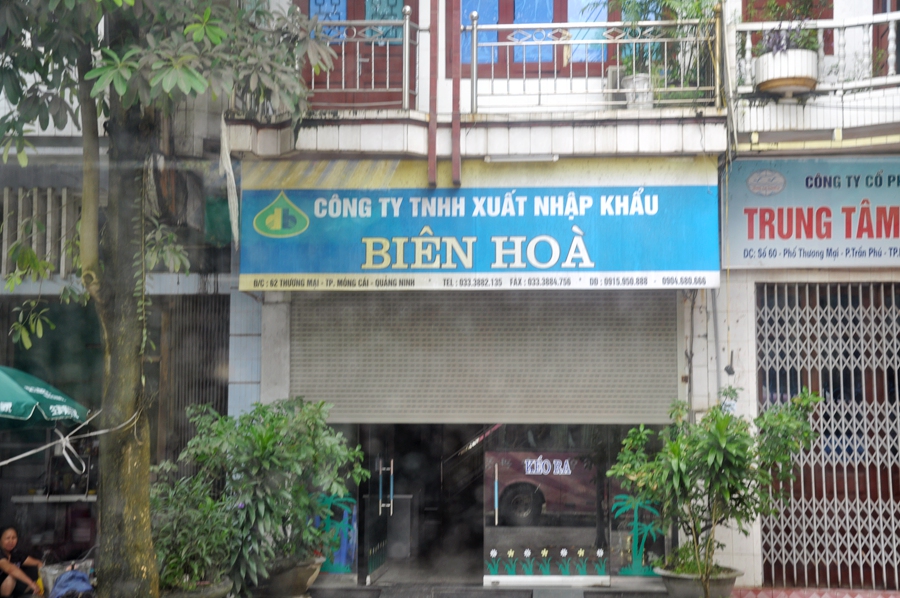 CÔNG TY TNHH XUẤT NHẬP KHẨU
BIÊN HOÀ
Đ/C : 62 THƯƠNG MẠI - TP. MÓNG CÁI - QUẢNG NINH * TEL : 033.3882.135 FAX : 033.3884.756 * DĐ : 0915.950.888 - 0904.680.666
CÔNG TY CỔ PH
TRUNG TÂM
ĐC: Số 60 - Phố Thương Mại - P.Trần Phú - TP.
KÉO RA